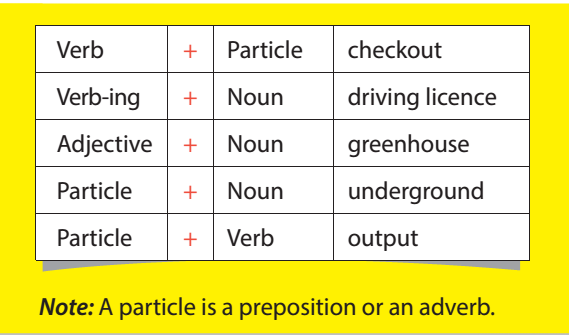 Verb + Particle checkout
Verb-ing + Noun driving licence
Adjective + Noun greenhouse
Particle + Noun underground
Particle + Verb output
Note: A particle is a preposition or an adverb.